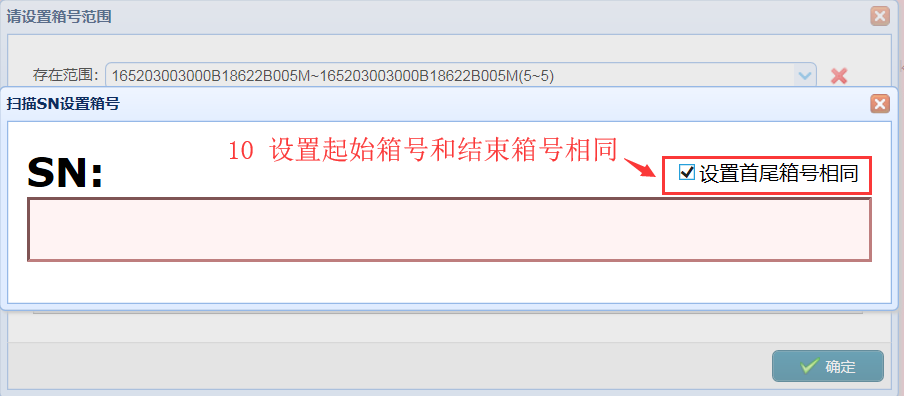 请设置箱号范围
存在范围: 165203003000B18622B005M~165203003000B18622B005M(5~5)
扫描SN设置箱号
10 设置起始箱号和结束箱号相同
SN:
设置首尾箱号相同
确定